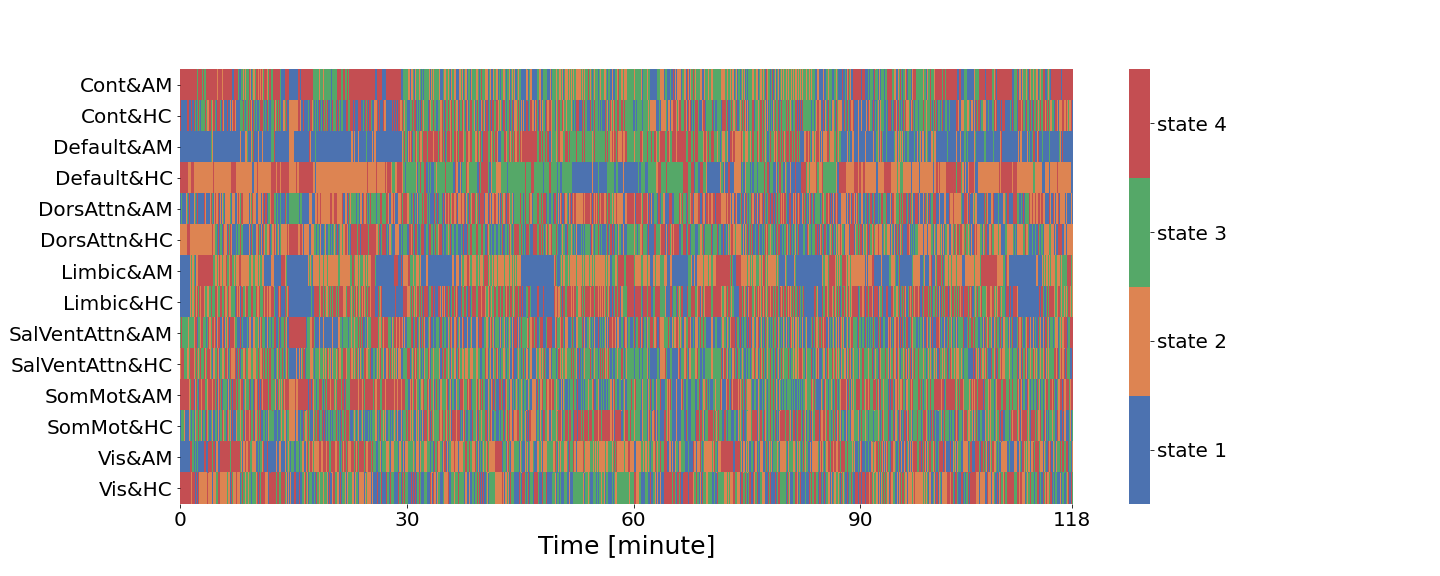 Cont&AM
Cont&HC
Default&AM
Default&HC
DorsAttn&AM
DorsAttn&HC
Limbic&AM
Limbic&HC
SalVentAttn&AM
SalVentAttn&HC
SomMot&AM
SomMot&HC
Vis&AM
Vis&HC
0 30 60 90 118
Time [minute]
state 4
state 3
state 2
state 1